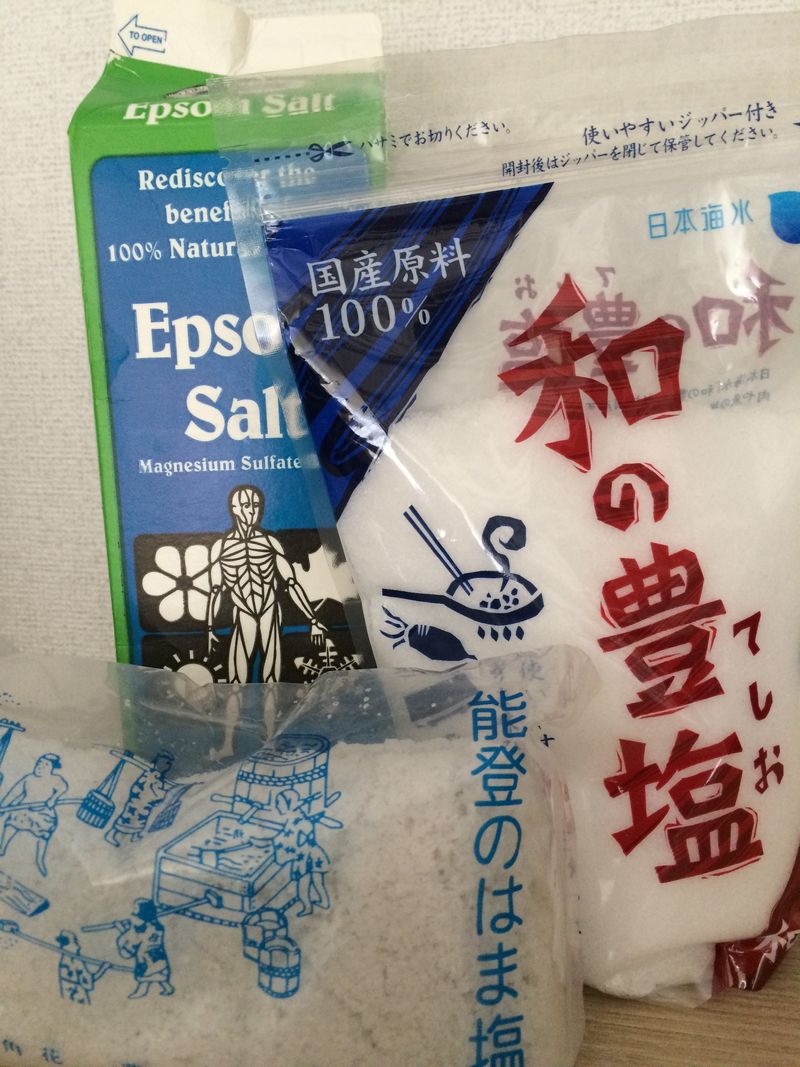 TO OPEN
Epsom Salt
Rediscover the
benef
100% Natur
Epso
Salt
Magnesium Sulfate
ハサミでお切りください。
使いやすいジッパー付き
開封後はジッパーを閉じて保管してください。
日本海水
国産原料
100%
和の豊塩
てしお
能登のはま塩
角花